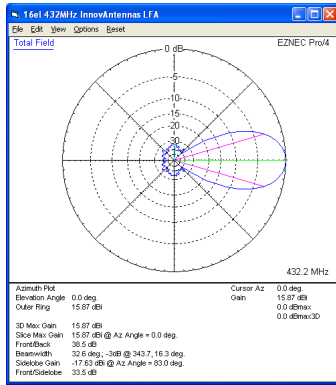 16el 432MHz InnovAntennas LFA
File Edit View Options Reset
Total Field
EZNEC Pro/4
0 dB
-5
-10
-15
-20
-30
432.2 MHz
Azimuth Plot
Cursor Az 0.0 deg.
Elevation Angle 0.0 deg.
Gain 15.87 dBi
Outer Ring 15.87 dBi
0.0 dBmax
0.0 dBmax3D
3D Max Gain 15.87 dBi
Slice Max Gain 15.87 dBi @ Az Angle = 0.0 deg.
Front/Back 38.5 dB
Beamwidth 32.6 deg.; -3dB @ 343.7, 16.3 deg.
Sidelobe Gain -17.63 dBi @ Az Angle = 83.0 deg.
Front/Sidelobe 33.5 dB